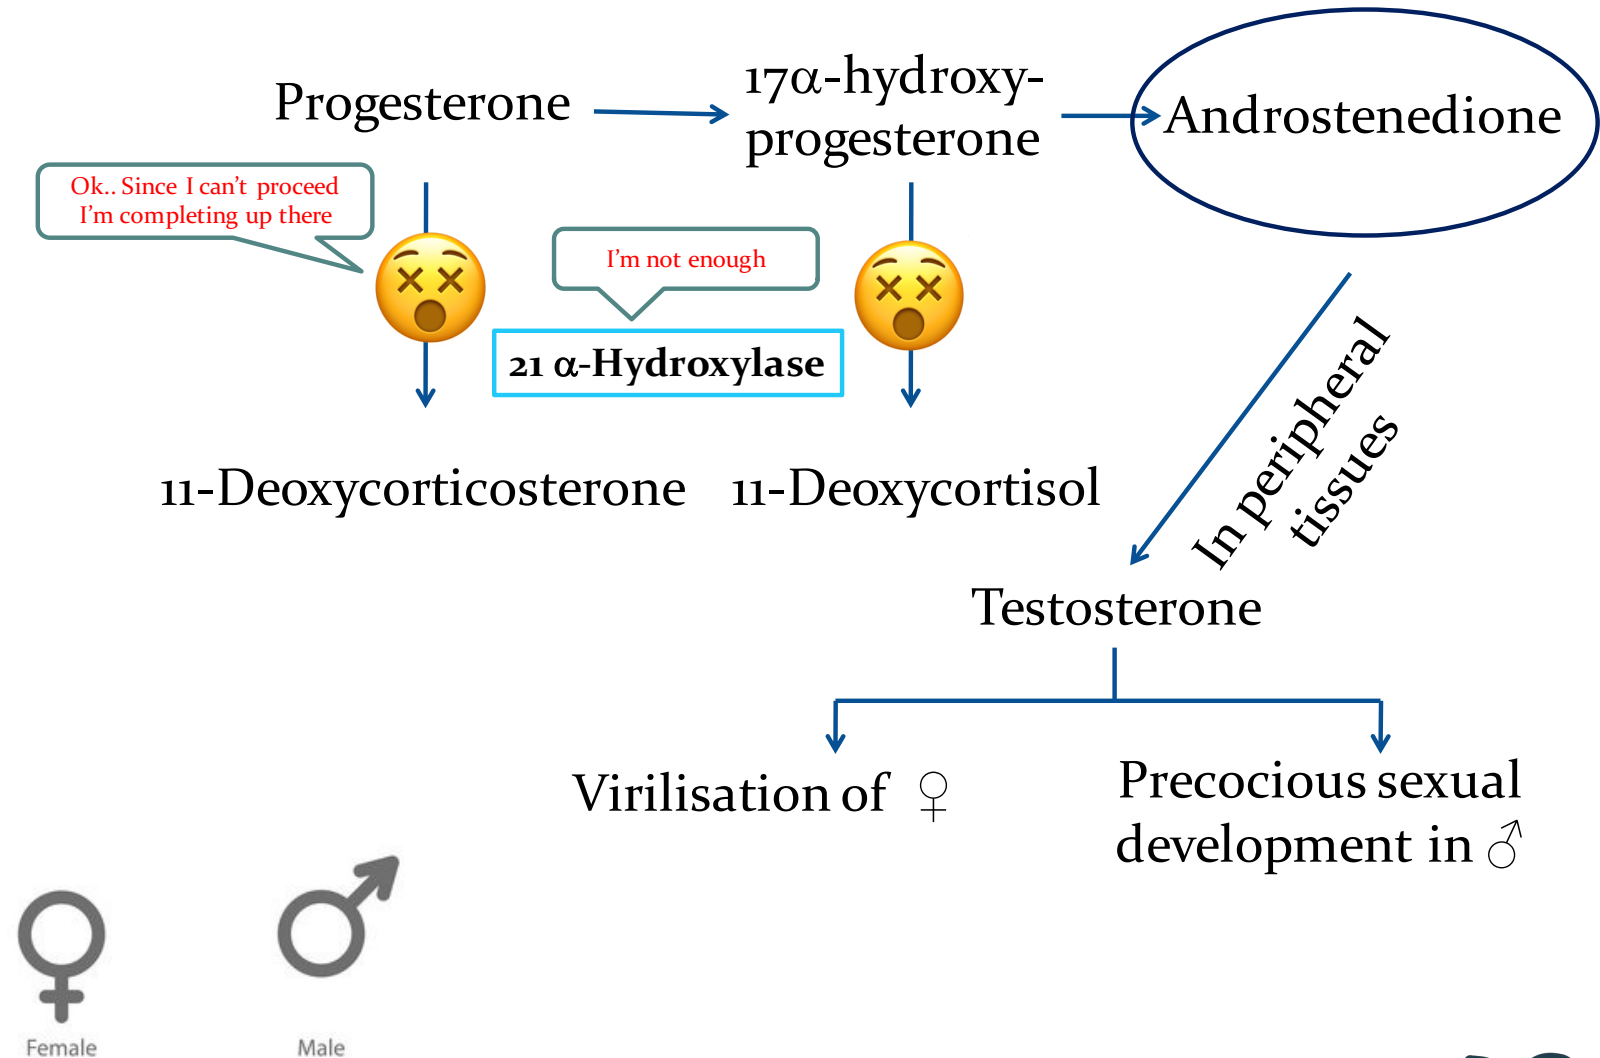 Progesterone
17α-hydroxy-
progesterone
Androstenedione
Ok.. Since I can't proceed
I'm completing up there
I'm not enough
21 α-Hydroxylase
11-Deoxycorticosterone
11-Deoxycortisol
In peripheral
tissues
Testosterone
Virilisation of ♀
Precocious sexual
development in ♂
Female
Male